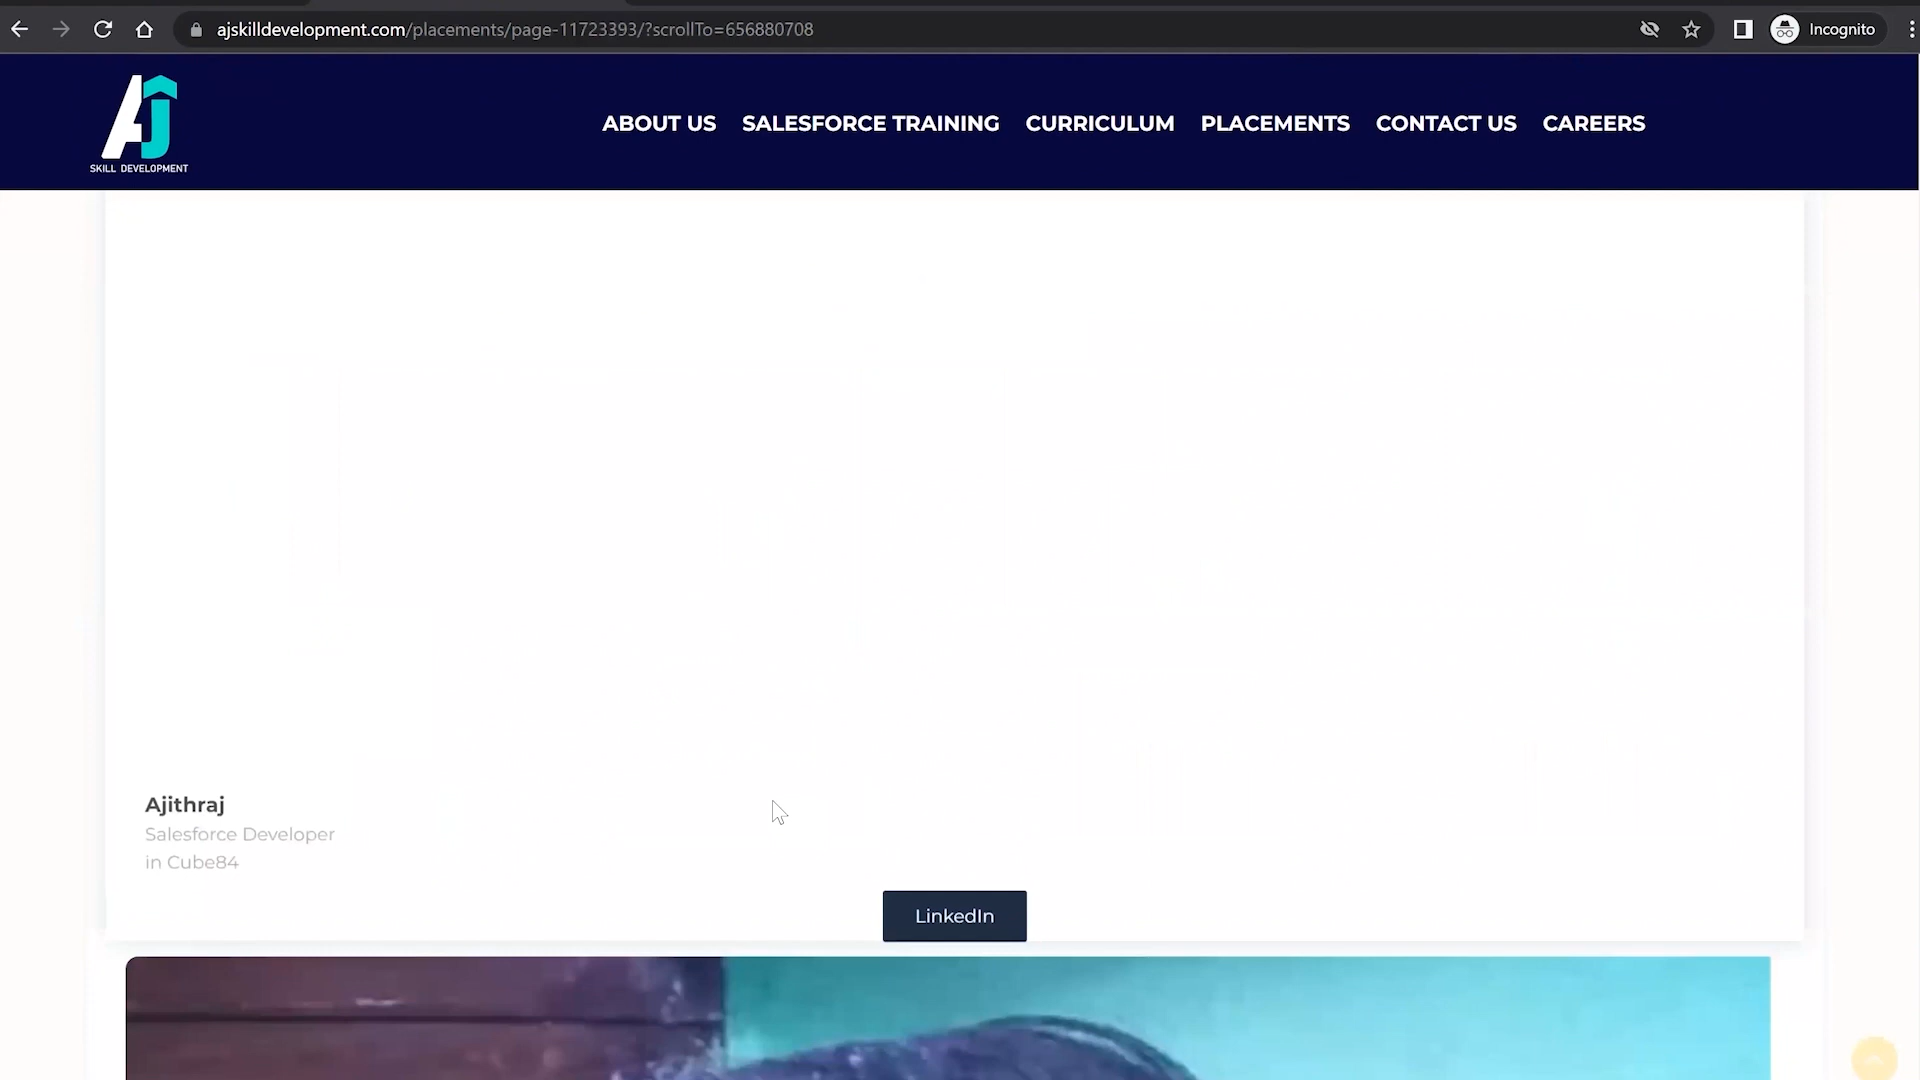 ajskilldevelopment.com/placements/page-11723393/?scrollTo=656880708
Incognito
AJ
SKILL DEVELOPMENT
ABOUT US
SALESFORCE TRAINING
CURRICULUM
PLACEMENTS
CONTACT US
CAREERS
Ajithraj
Salesforce Developer
in Cube84
LinkedIn